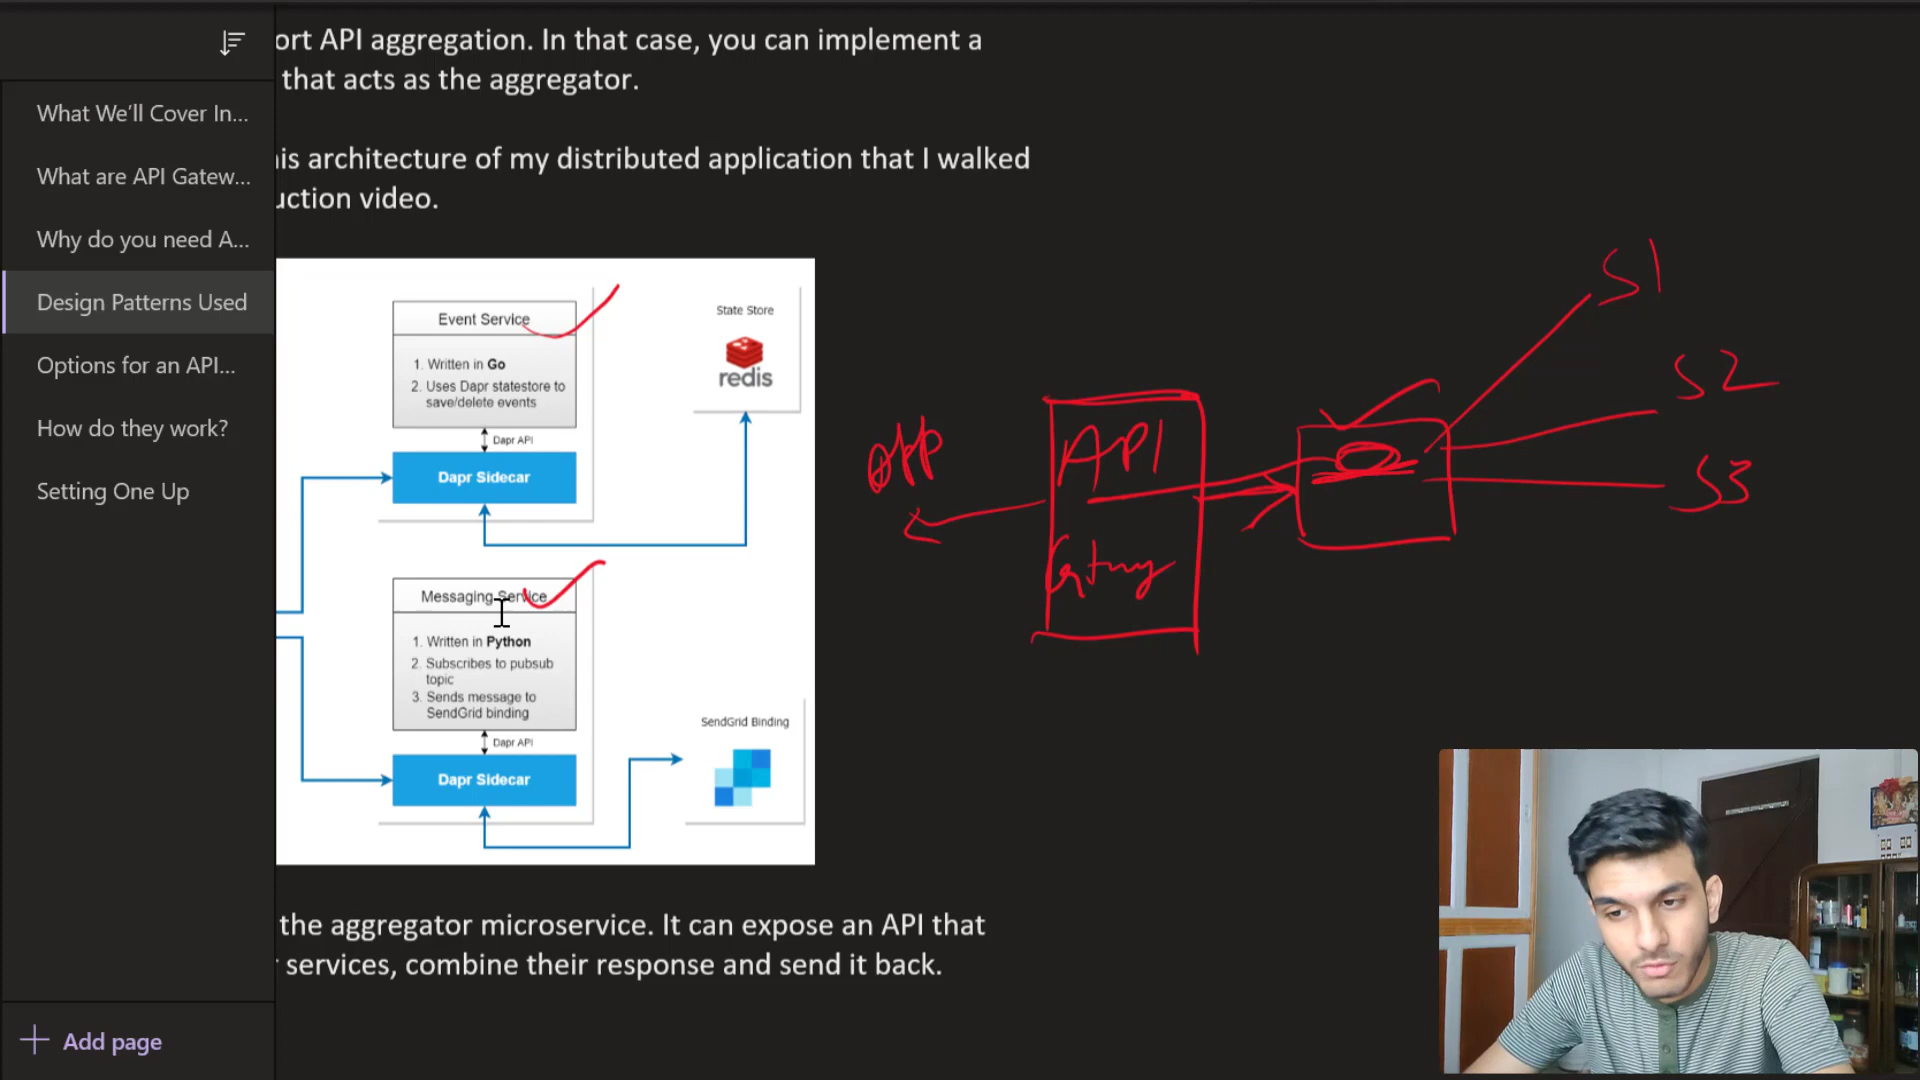 ort API aggregation. In that case, you can implement a
that acts as the aggregator.
What We'll Cover In...
What are API Gatew...
Why do you need A...
Design Patterns Used
Options for an API...
How do they work?
Setting One Up
Add page
is architecture of my distributed application that I walked
uction video.
Event Service
1. Written in Go
2. Uses Dapr statestore to
save/delete events
Dapr API
Dapr Sidecar
State Store
redis
Messaging Service
1. Written in Python
2. Subscribes to pubsub
topic
3. Sends message to
SendGrid binding
Dapr API
Dapr Sidecar
SendGrid Binding
App
API
S1
S2
S3
the aggregator microservice. It can expose an API that
services, combine their response and send it back.